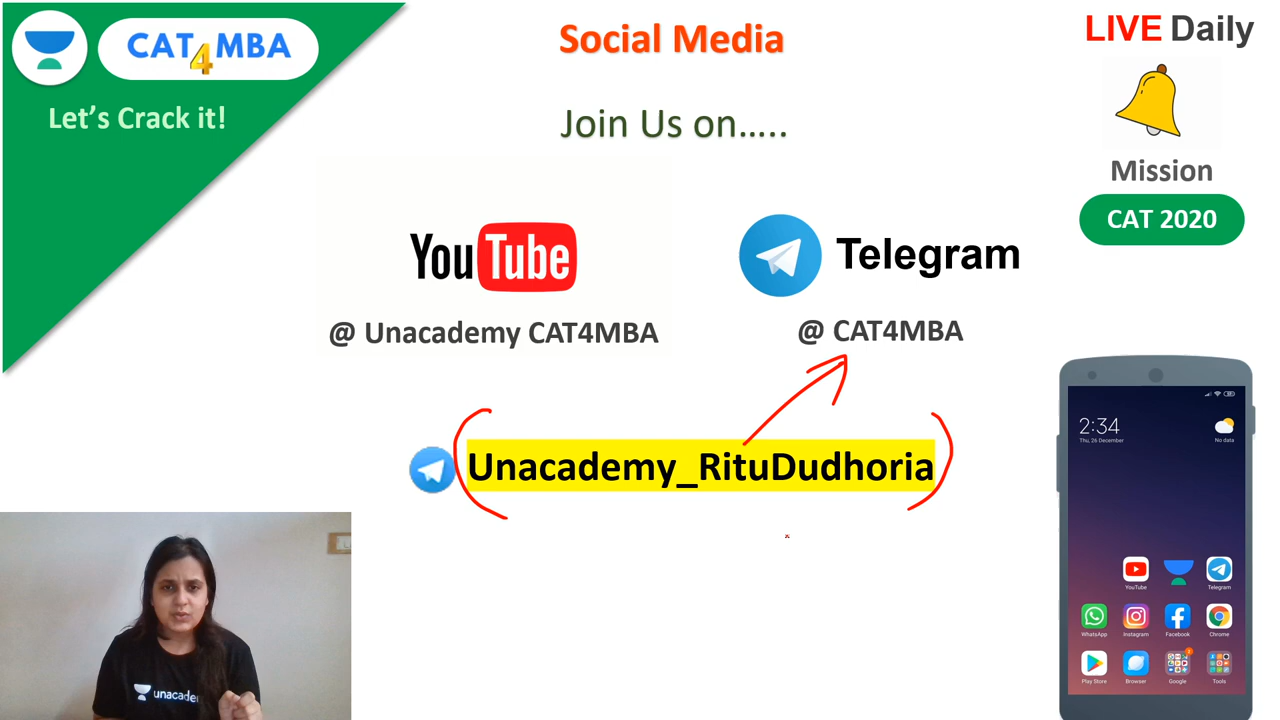 CAT4MBA
Let's Crack it!
Social Media
Join Us on.....
LIVE Daily
Mission
CAT 2020
YouTube
Telegram
@ Unacademy CAT4MBA
@ CAT4MBA
Unacademy_RituDudhoria
unacademy
2:34
Thu, 26 December
No data
YouTube
Telegram
WhatsApp
Instagram
Facebook
Chrome
Play Store
Browser
Google
Tools